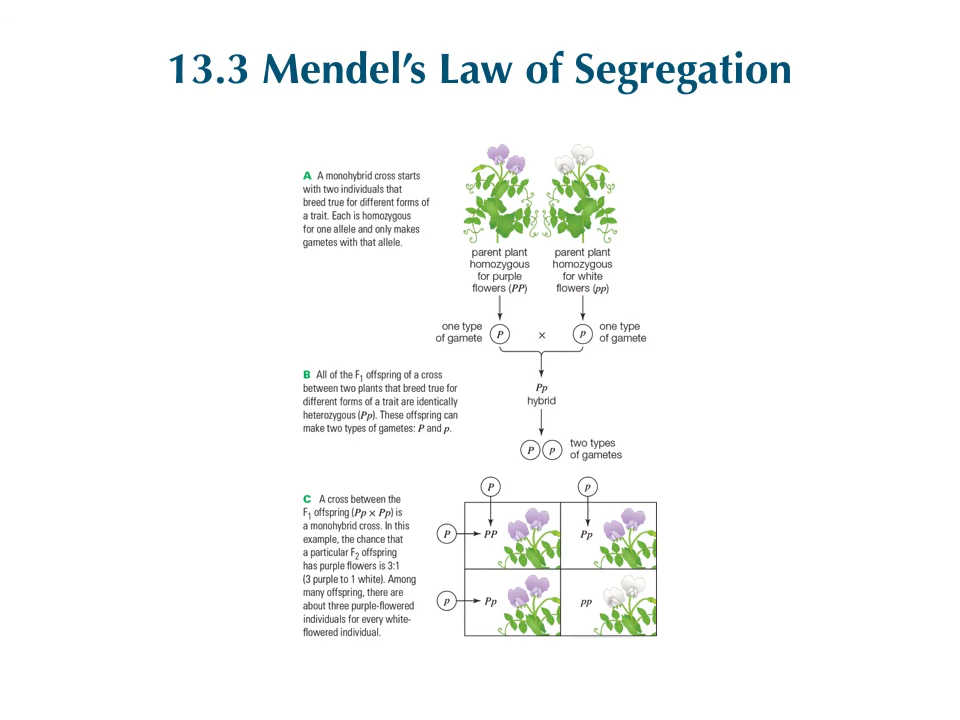 13.3 Mendel’s Law of Segregation
A A monohybrid cross starts
with two individuals that
breed true for different forms of
a trait. Each is homozygous
for one allele and only makes
gametes with that allele.
parent plant
homozygous
for purple
flowers (PP)
parent plant
homozygous
for white
flowers (pp)
one type
of gamete
P
×
p
one type
of gamete
B All of the F1 offspring of a cross
between two plants that breed true for
different forms of a trait are identically
heterozygous (Pp). These offspring can
make two types of gametes: P and p.
Pp
hybrid
P p
two types
of gametes
C A cross between the
F1 offspring (Pp × Pp) is
a monohybrid cross. In this
example, the chance that
a particular F2 offspring
has purple flowers is 3:1
(3 purple to 1 white). Among
many offspring, there are
about three purple-flowered
individuals for every white-
flowered individual.
P p
P PP Pp
p Pp pp